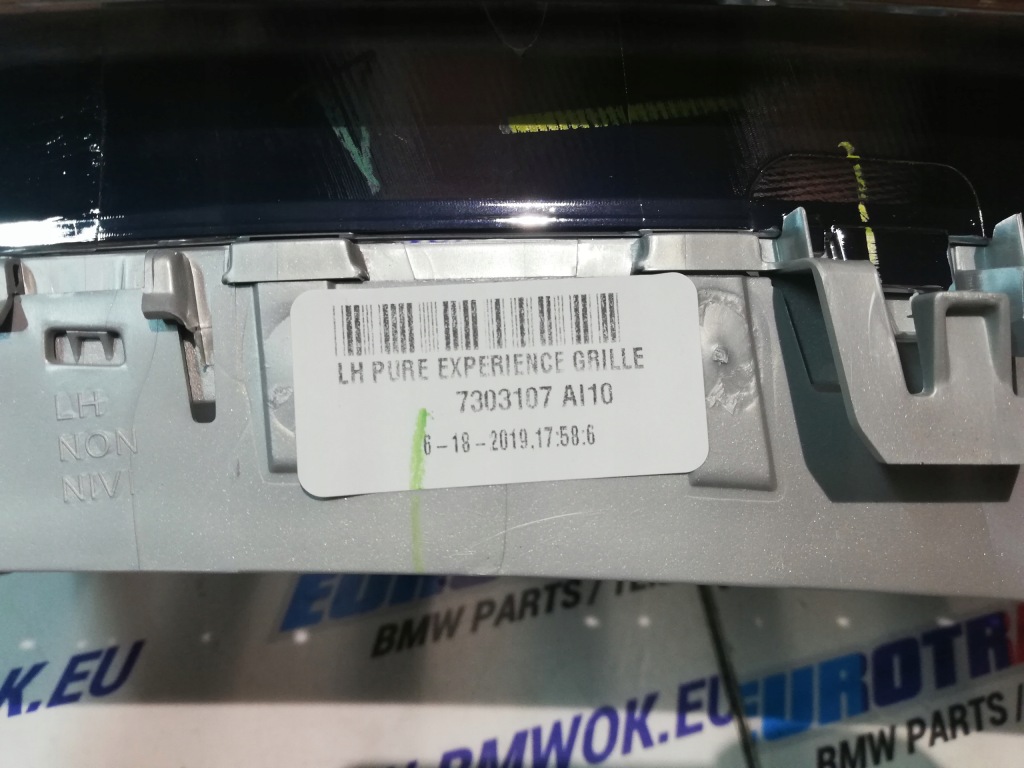 LH PURE EXPERIENCE GRILLE
7303107 AI10
6-18-2019.17:58:6
LH
NON
NIV
BMW PARTS /
K.EU
EUROTR
BMWOK.EU
BMW PARTS /